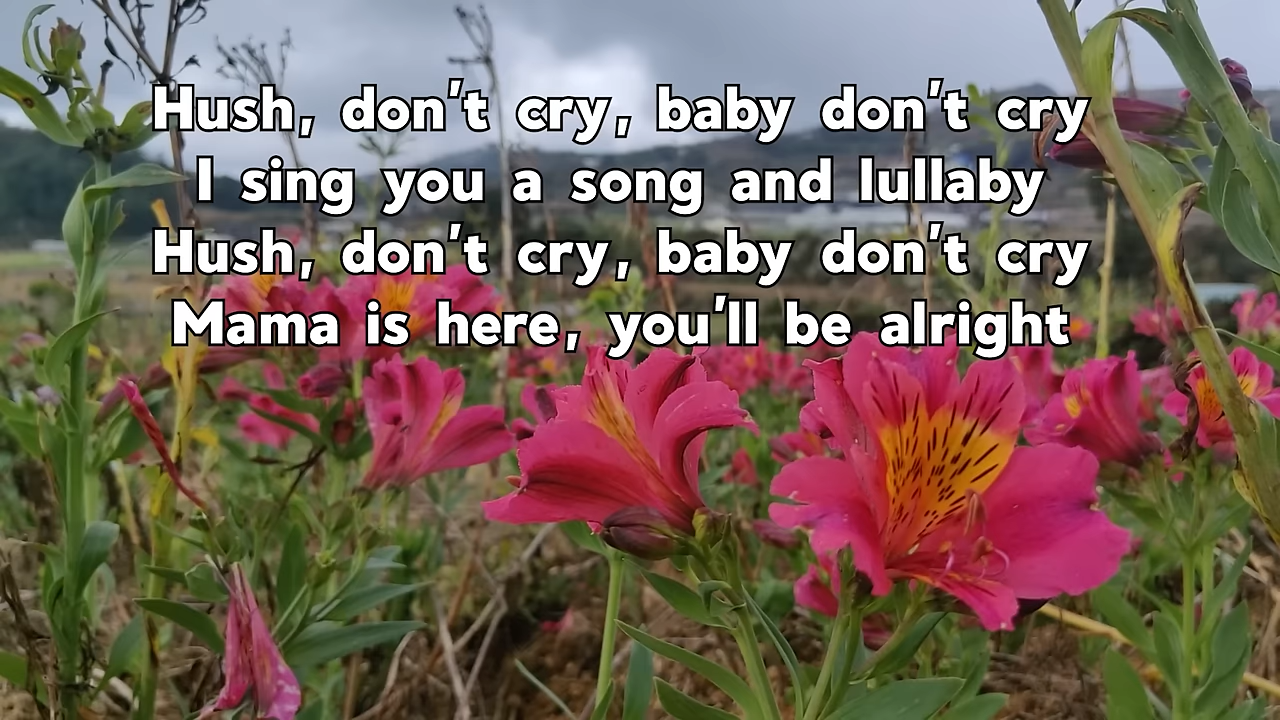 Hush, don't cry, baby don't cry
I sing you a song and lullaby
Hush, don't cry, baby don't cry
Mama is here, you'll be alright